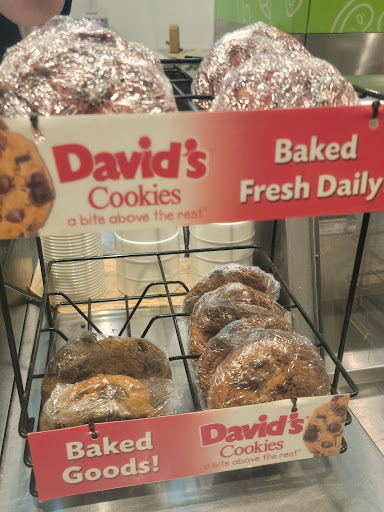 David's
Cookies
a bite above the rest
Baked
Fresh Daily
Baked
Goods!
David's
Cookies
a bite above the rest